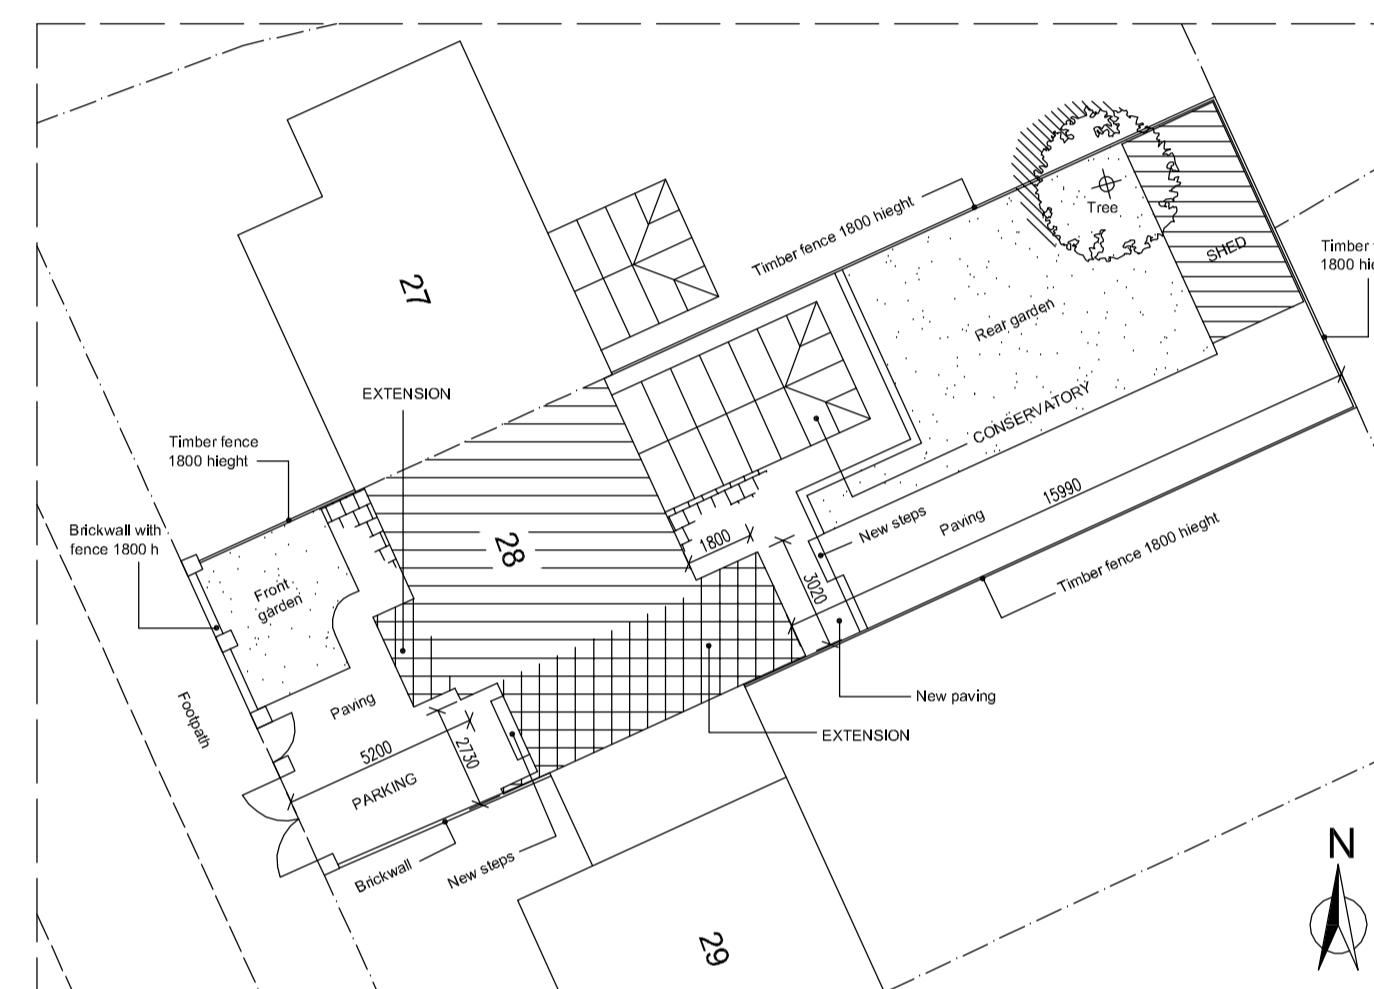 27
Timber fence 1800 hieght
Tree
SHED
Timber
1800
Rear garden
EXTENSION
CONSERVATORY
Timber fence
1800 hieght
Brickwall with
fence 1800 h
28
1800
15990
New steps
Paving
Timber fence 1800 hieght
3020
Front
garden
Footpath
Paving
5200
2730
PARKING
New paving
EXTENSION
Brickwall
New steps
29
N